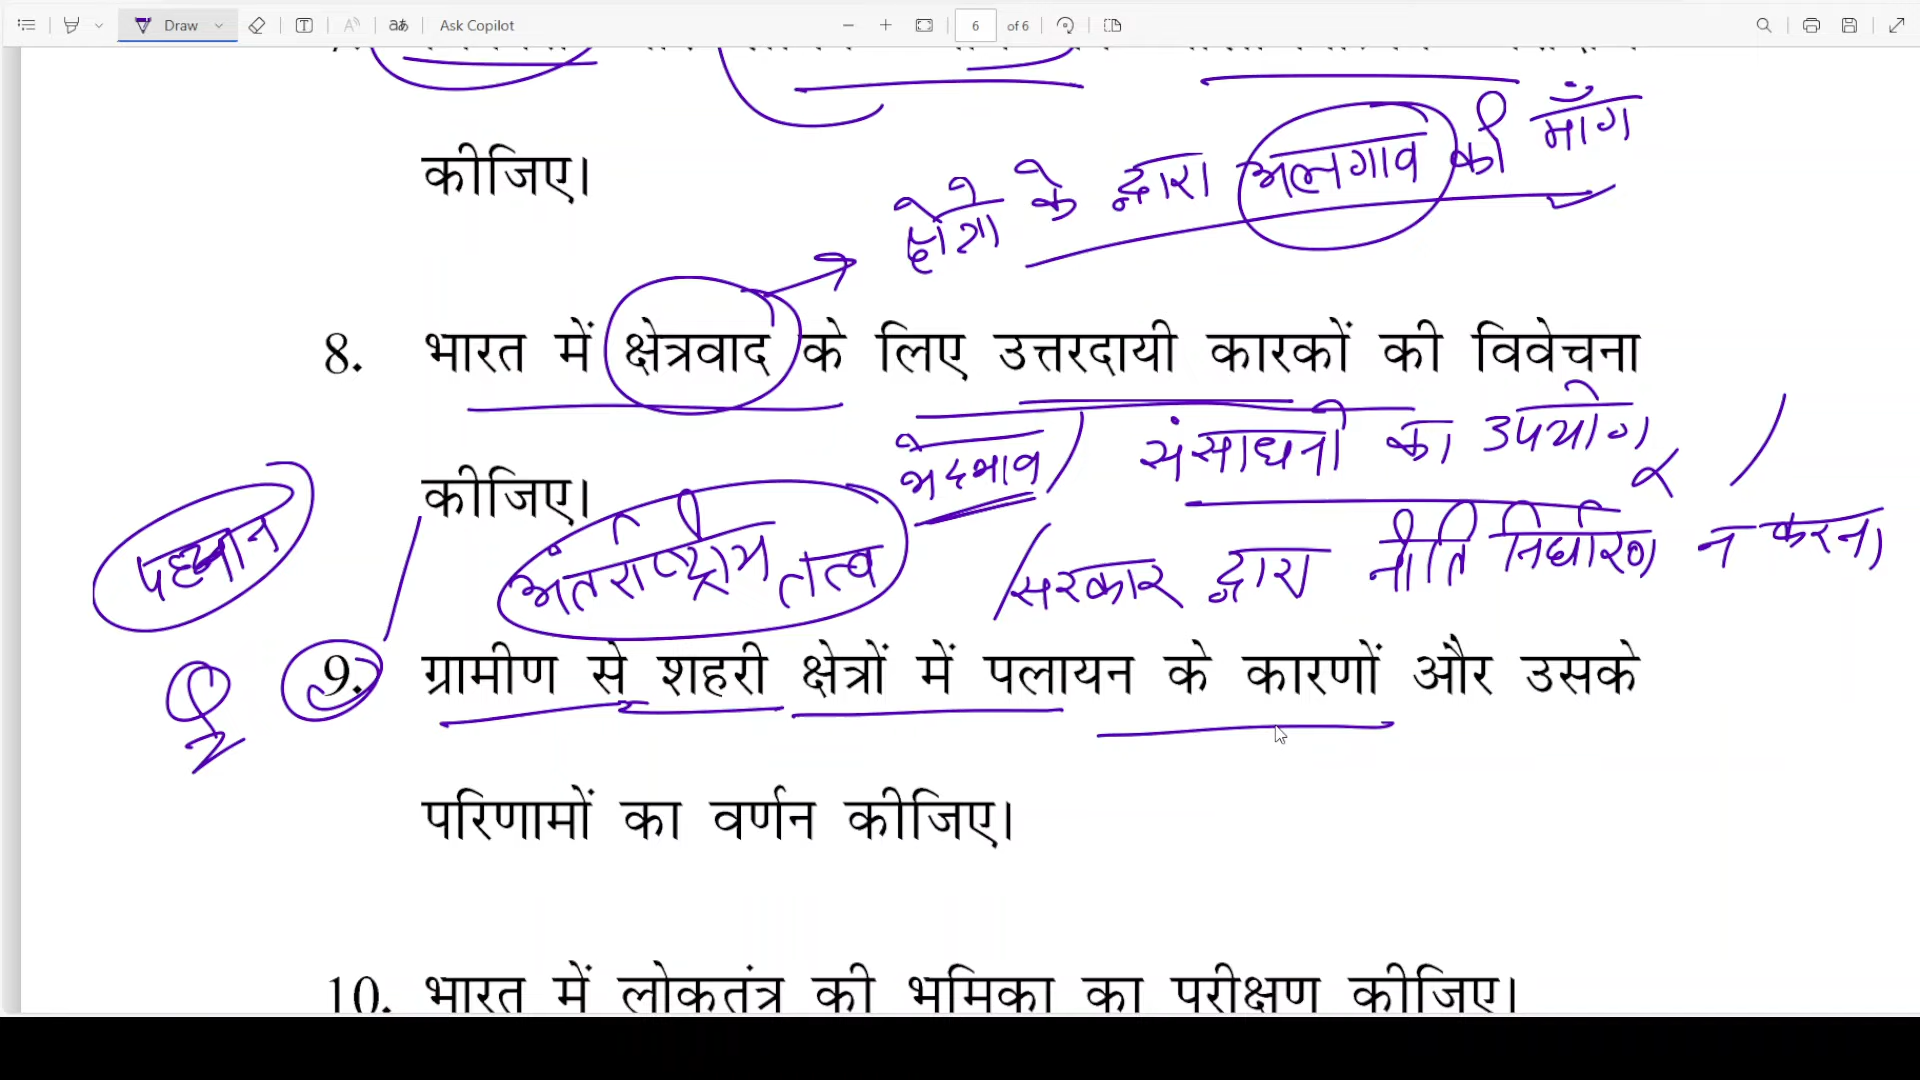 Draw
Ask Copilot
6 of 6
कीजिए।
क्षेत्रो के द्वारा अलगाव की माँग
8. भारत में क्षेत्रवाद के लिए उत्तरदायी कारकों की विवेचना
भेदभाव / संसाधनों का उपयोग /
कीजिए।
पहचान
अंतर्राष्ट्रीय तत्व / सरकार द्वारा नीति निर्धारण न करना
9. ग्रामीण से शहरी क्षेत्रों में पलायन के कारणों और उसके
परिणामों का वर्णन कीजिए।
10. भारत में लोकतंत्र की भूमिका का परीक्षण कीजिए।